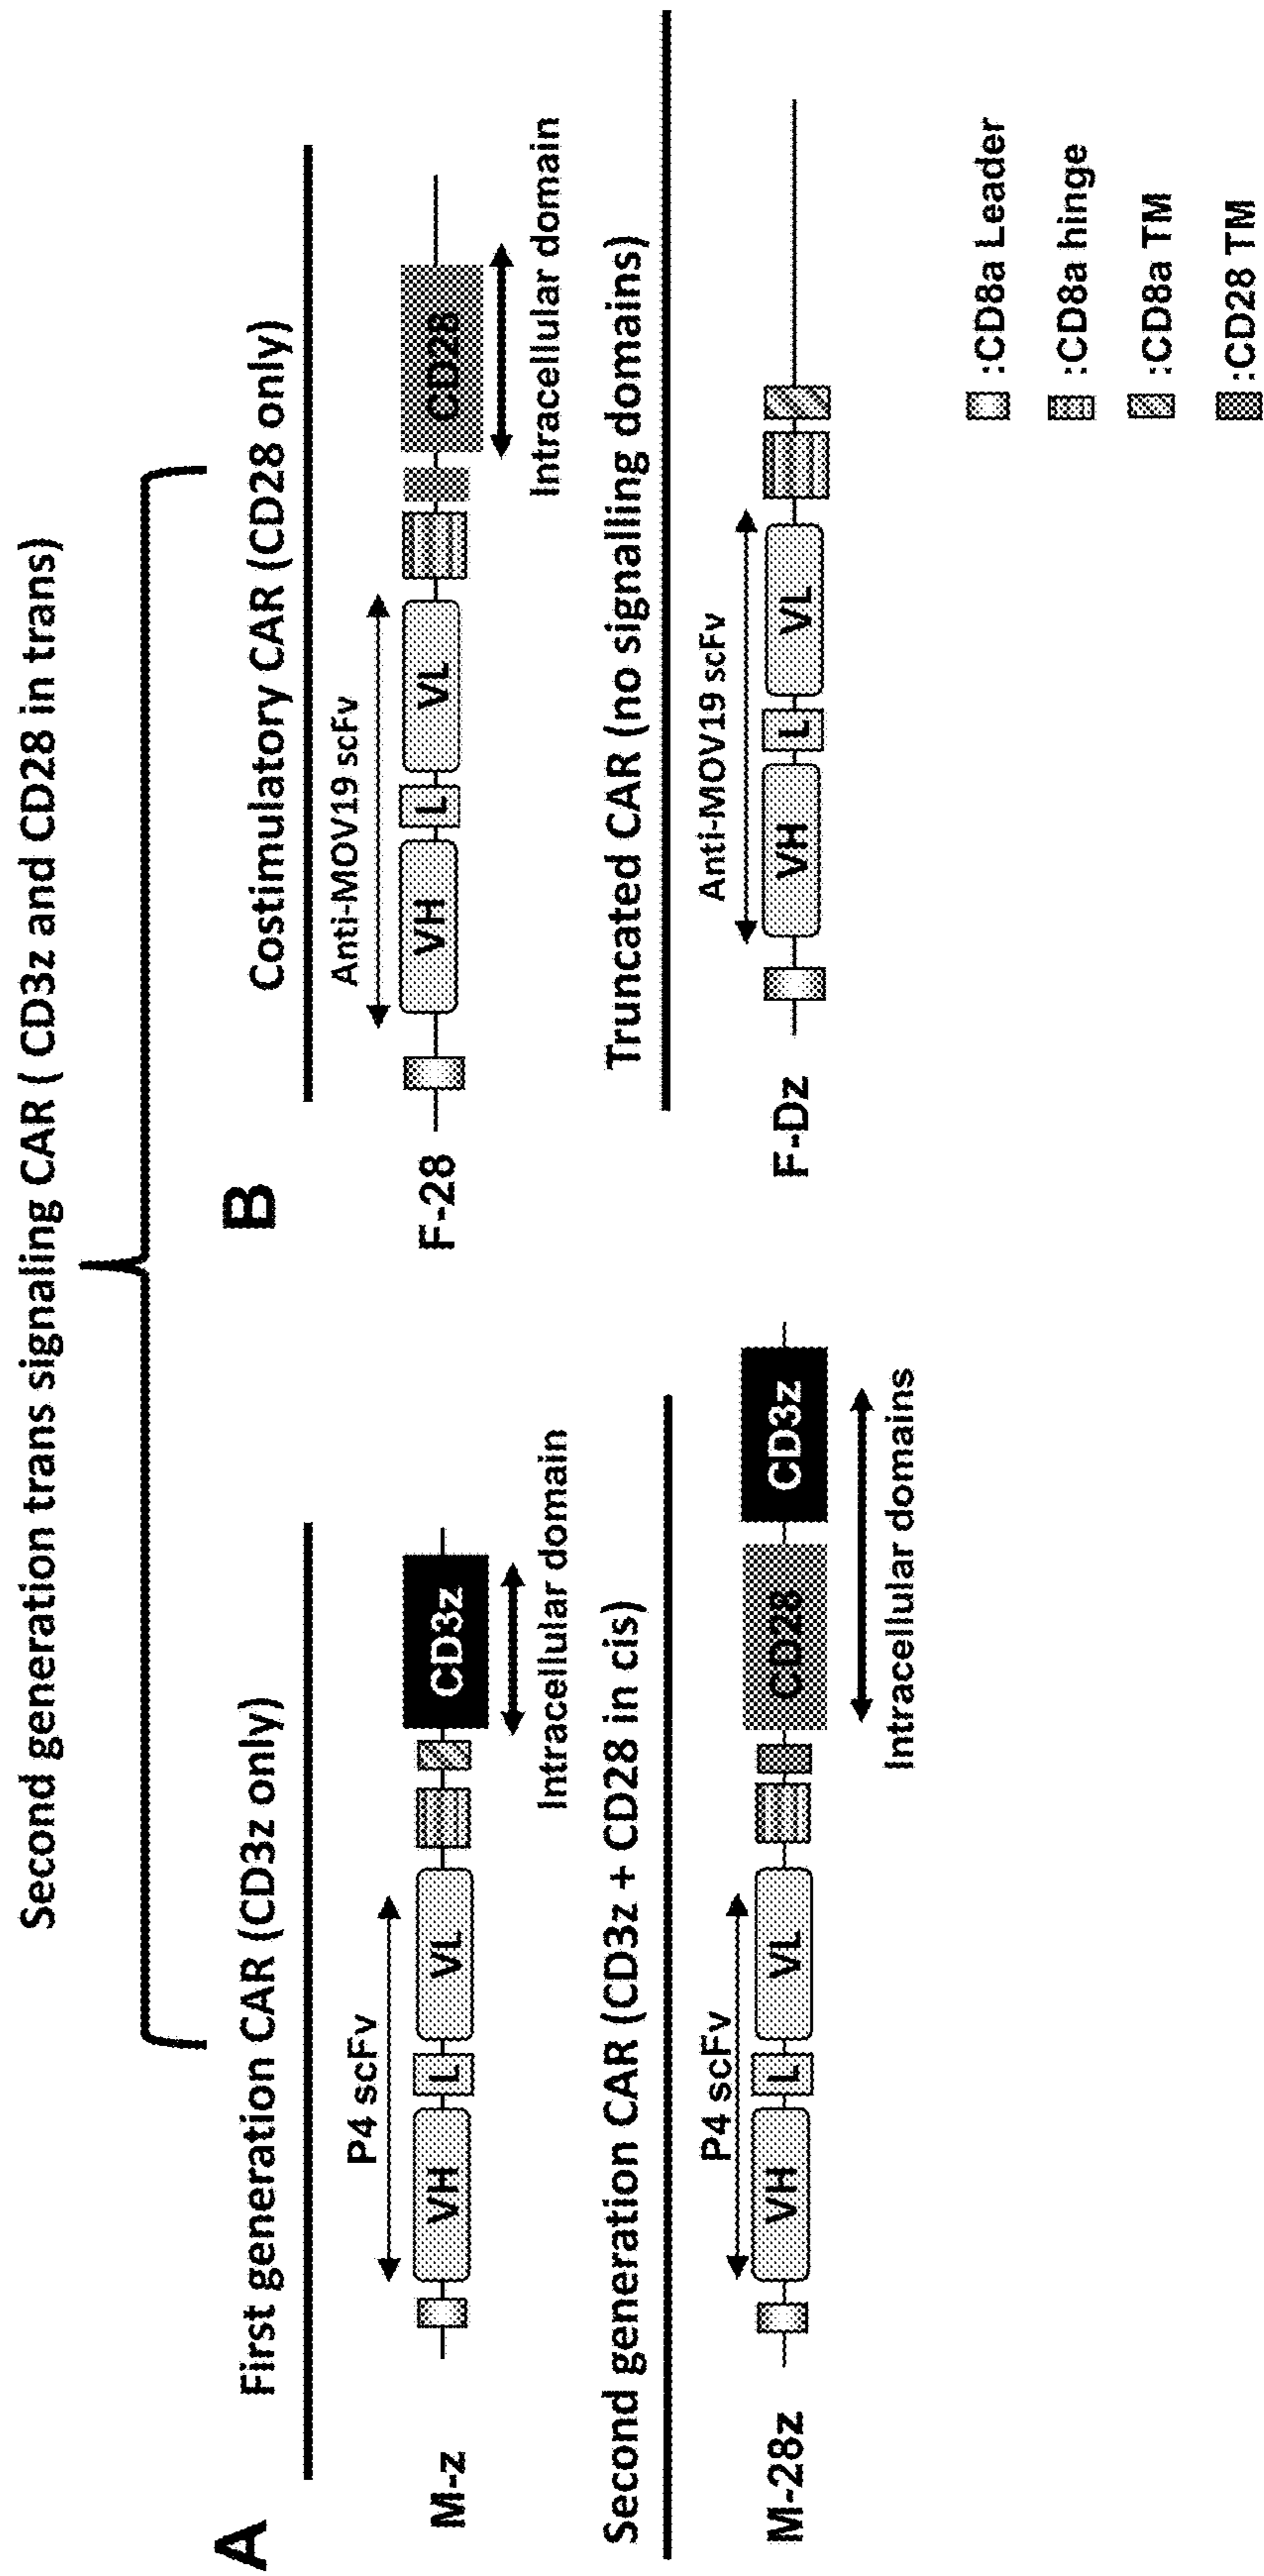 Second generation trans signaling CAR ( CD3z and CD28 in trans)
A
First generation CAR (CD3z only)
P4 scFv
M-z
VH
L
VL
CD3z
Intracellular domain
Second generation CAR (CD3z + CD28 in cis)
P4 scFv
M-28z
VH
L
VL
CD28
CD3z
Intracellular domains
B
Costimulatory CAR (CD28 only)
Anti-MOV19 scFv
F-28
VH
L
VL
CD28
Intracellular domain
Truncated CAR (no signalling domains)
Anti-MOV19 scFv
F-Dz
VH
L
VL
:CD8a Leader
:CD8a hinge
:CD8a TM
:CD28 TM